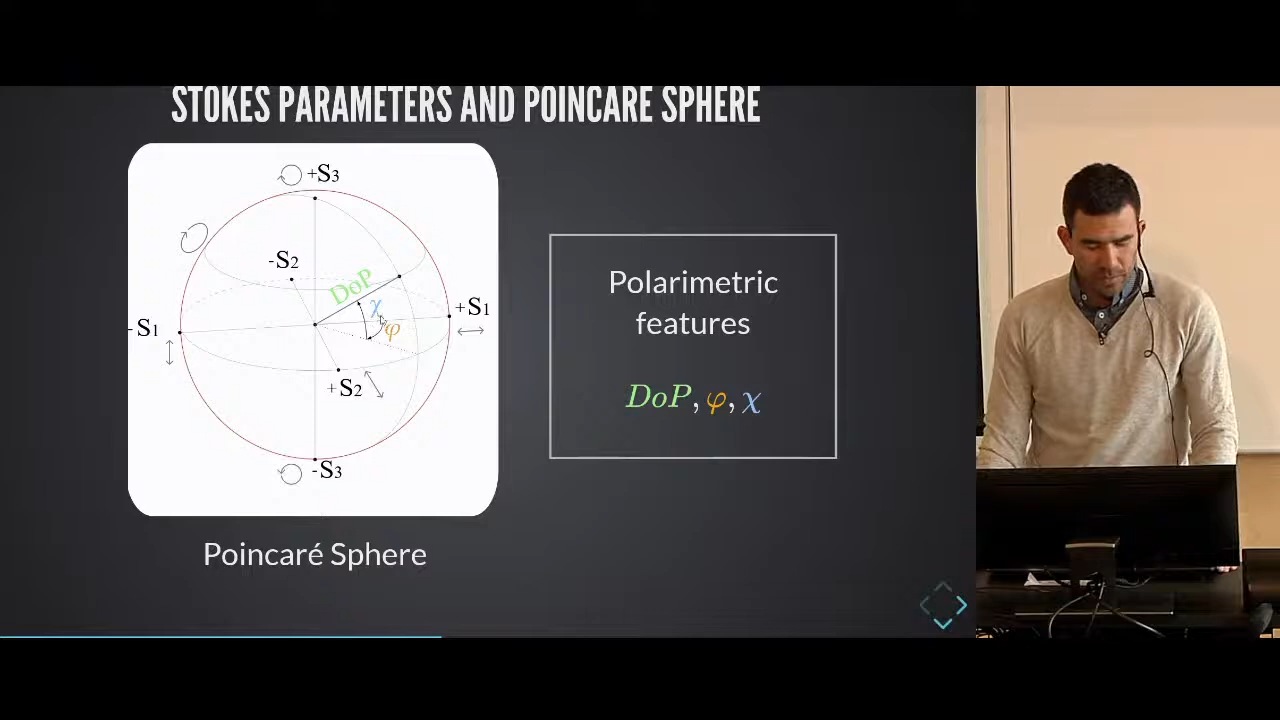 STOKES PARAMETERS AND POINCARE SPHERE
+S3
-S2
DoP
χ
φ
+S1
-S1
+S2
-S3
Poincaré Sphere
Polarimetric
features
DoP, φ, χ